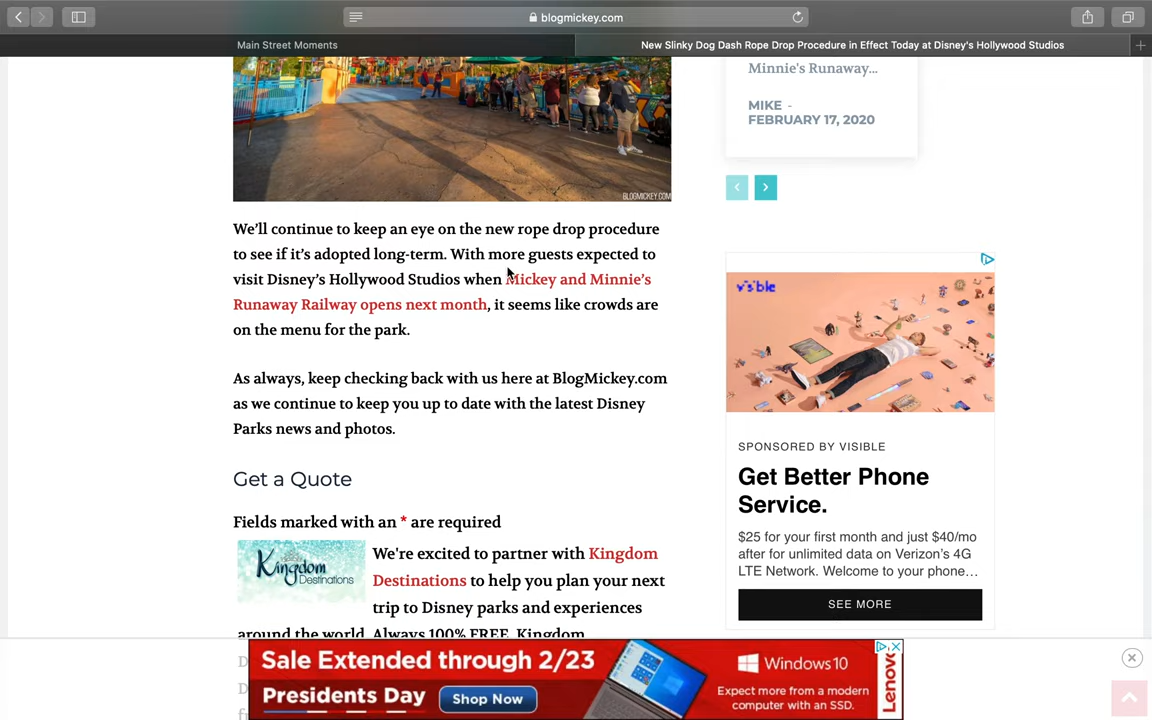 blogmickey.com
Main Street Moments
New Slinky Dog Dash Rope Drop Procedure in Effect Today at Disney's Hollywood Studios
BLOGMICKEY.COM
We'll continue to keep an eye on the new rope drop procedure
to see if it's adopted long-term. With more guests expected to
visit Disney's Hollywood Studios when Mickey and Minnie's
Runaway Railway opens next month, it seems like crowds are
on the menu for the park.
As always, keep checking back with us here at BlogMickey.com
as we continue to keep you up to date with the latest Disney
Parks news and photos.
Get a Quote
Fields marked with an * are required
Kingdom
Destinations
We're excited to partner with Kingdom
Destinations to help you plan your next
trip to Disney parks and experiences
around the world. Always 100% FREE, Kingdom
Minnie's Runaway...
MIKE -
FEBRUARY 17, 2020
visible
SPONSORED BY VISIBLE
Get Better Phone
Service.
$25 for your first month and just $40/mo
after for unlimited data on Verizon's 4G
LTE Network. Welcome to your phone...
SEE MORE
Sale Extended through 2/23
Presidents Day
Shop Now
Windows 10
Expect more from a modern
computer with an SSD.
Lenovo